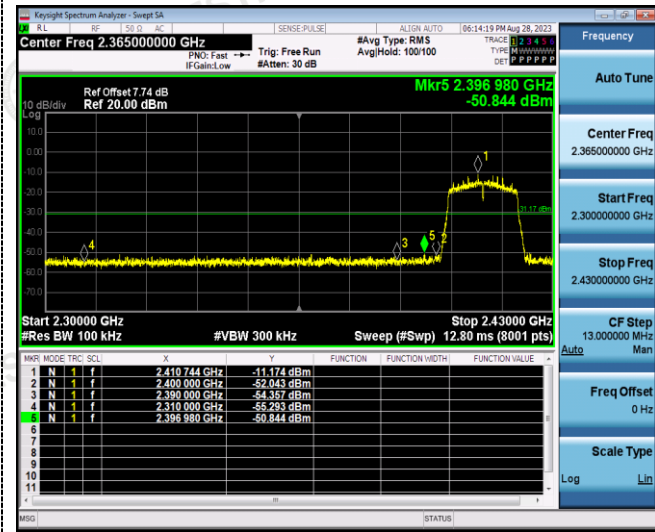 Keysight Spectrum Analyzer - Swept SA
RL RF 50 Ω AC SENSE:PULSE ALIGN AUTO 06:14:19 PM Aug 28, 2023
Center Freq 2.365000000 GHz
PNO: Fast Trig: Free Run
IFGain:Low #Atten: 30 dB
#Avg Type: RMS
Avg|Hold: 100/100
TRACE 1 2 3 4 5 6
TYPE M WWWWW
DET P P P P P P
Mkr5 2.396 980 GHz
-50.844 dBm
Ref Offset 7.74 dB
10 dB/div Ref 20.00 dBm
Log
10.0
0.00
-10.0
-20.0
-30.0
-40.0
-50.0
-60.0
-70.0
1
-31.17 dBm
4
3
5
2
Start 2.30000 GHz Stop 2.43000 GHz
#Res BW 100 kHz #VBW 300 kHz Sweep (#Swp) 12.80 ms (8001 pts)
MKR MODE TRC SCL X Y FUNCTION FUNCTION WIDTH FUNCTION VALUE
1 N 1 f 2.410 744 GHz -11.174 dBm
2 N 1 f 2.400 000 GHz -52.043 dBm
3 N 1 f 2.390 000 GHz -54.357 dBm
4 N 1 f 2.310 000 GHz -55.293 dBm
5 N 1 f 2.396 980 GHz -50.844 dBm
6
7
8
9
10
11
MSG STATUS
Frequency
Auto Tune
Center Freq
2.365000000 GHz
Start Freq
2.300000000 GHz
Stop Freq
2.430000000 GHz
CF Step
13.000000 MHz
Auto Man
Freq Offset
0 Hz
Scale Type
Log Lin